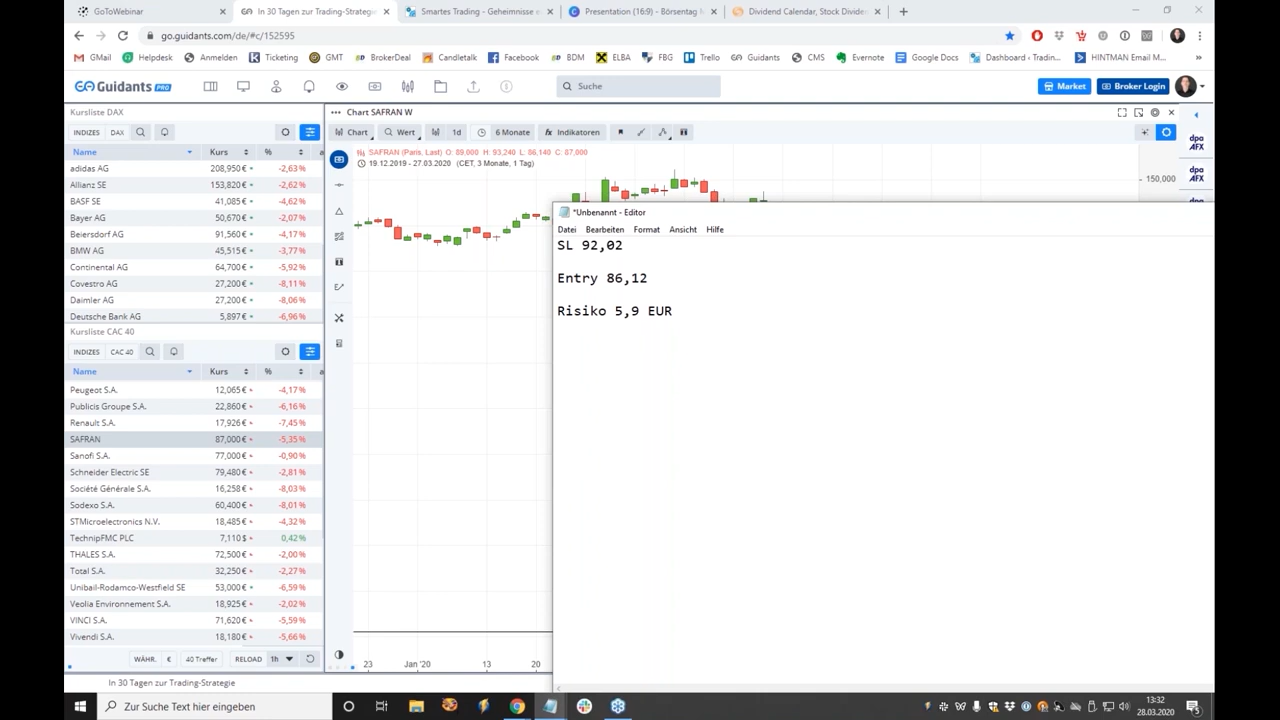 GoToWebinar
In 30 Tagen zur Trading-Strategie
Smartes Trading - Geheimnisse e
Presentation (16:9) - Börsentag
Dividend Calendar, Stock Divide
go.guidants.com/de/#c/152595
GMail
Helpdesk
Anmelden
Ticketing
GMT
BrokerDeal
Candletalk
Facebook
BDM
ELBA
FBG
Trello
Guidants
CMS
Evernote
Google Docs
Dashboard ‹ Tradin...
HINTMAN Email M...
Guidants PRO
Suche
Market
Broker Login
Kursliste DAX
INDIZES DAX
Name Kurs %
adidas AG 208,950 € -2,63 %
Allianz SE 153,820 € -2,62 %
BASF SE 41,085 € -4,62 %
Bayer AG 50,670 € -2,07 %
Beiersdorf AG 91,560 € -4,17 %
BMW AG 45,515 € -3,77 %
Continental AG 64,700 € -5,92 %
Covestro AG 27,200 € -8,11 %
Daimler AG 27,200 € -8,06 %
Deutsche Bank AG 5,897 € -6,96 %
Kursliste CAC 40
INDIZES CAC 40
Name Kurs %
Peugeot S.A. 12,065 € -4,17 %
Publicis Groupe S.A. 22,860 € -6,16 %
Renault S.A. 17,926 € -7,45 %
SAFRAN 87,000 € -5,35 %
Sanofi S.A. 77,000 € -0,90 %
Schneider Electric SE 79,480 € -2,81 %
Société Générale S.A. 16,258 € -8,03 %
Sodexo S.A. 60,400 € -8,01 %
STMicroelectronics N.V. 18,485 € -4,32 %
TechnipFMC PLC 7,110 $ 0,42 %
THALES S.A. 72,500 € -2,00 %
Total S.A. 32,250 € -2,27 %
Unibail-Rodamco-Westfield SE 53,000 € -6,59 %
Veolia Environnement S.A. 18,925 € -2,02 %
VINCI S.A. 71,620 € -5,59 %
Vivendi S.A. 18,180 € -5,66 %
WÄHR. € 40 Treffer RELOAD 1h
In 30 Tagen zur Trading-Strategie
Chart SAFRAN W
Chart Wert 1d 6 Monate Indikatoren
SAFRAN (Paris, Last) O: 89,000 H: 93,240 L: 86,140 C: 87,000
19.12.2019 - 27.03.2020 (CET, 3 Monate, 1 Tag)
150,000
dpa
AFX
dpa
AFX
23 Jan '20 13 20
*Unbenannt - Editor
Datei Bearbeiten Format Ansicht Hilfe
SL 92,02
Entry 86,12
Risiko 5,9 EUR
Zur Suche Text hier eingeben
13:32
28.03.2020